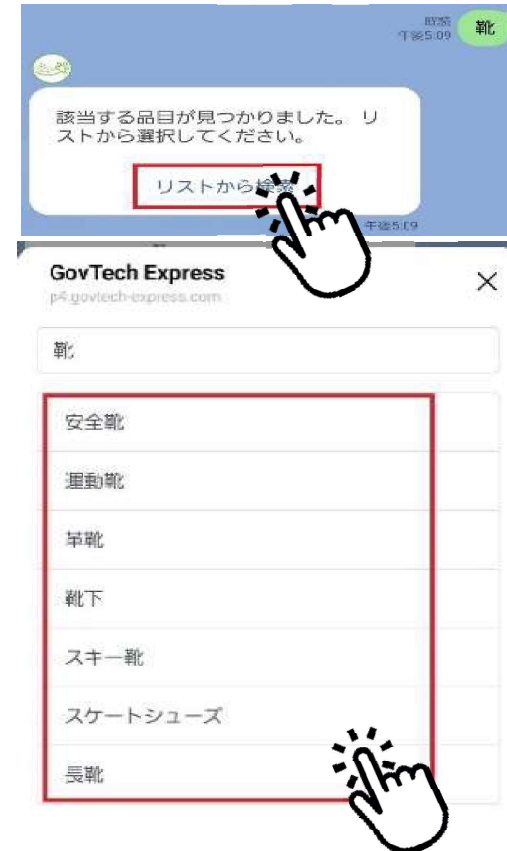 既読
午後5:09
靴
該当する品目が見つかりました。 リ
ストから選択してください。
リストから検索
午後5:09
GovTech Express
p4.govtech-express.com
靴
安全靴
運動靴
革靴
靴下
スキー靴
スケートシューズ
長靴